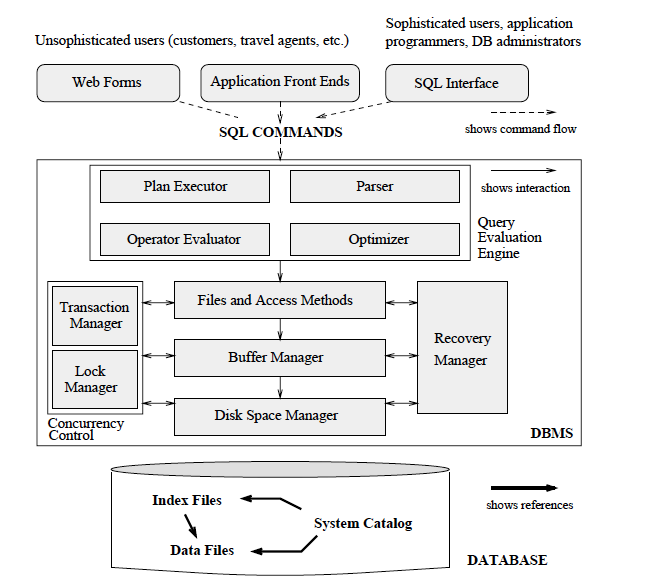 Sophisticated users, application
programmers, DB administrators
Unsophisticated users (customers, travel agents, etc.)
Web Forms
Application Front Ends
SQL Interface
SQL COMMANDS
shows command flow
Plan Executor
Parser
shows interaction
Operator Evaluator
Optimizer
Query
Evaluation
Engine
Transaction
Manager
Files and Access Methods
Lock
Manager
Buffer Manager
Recovery
Manager
Disk Space Manager
Concurrency
Control
DBMS
Index Files
System Catalog
Data Files
shows references
DATABASE